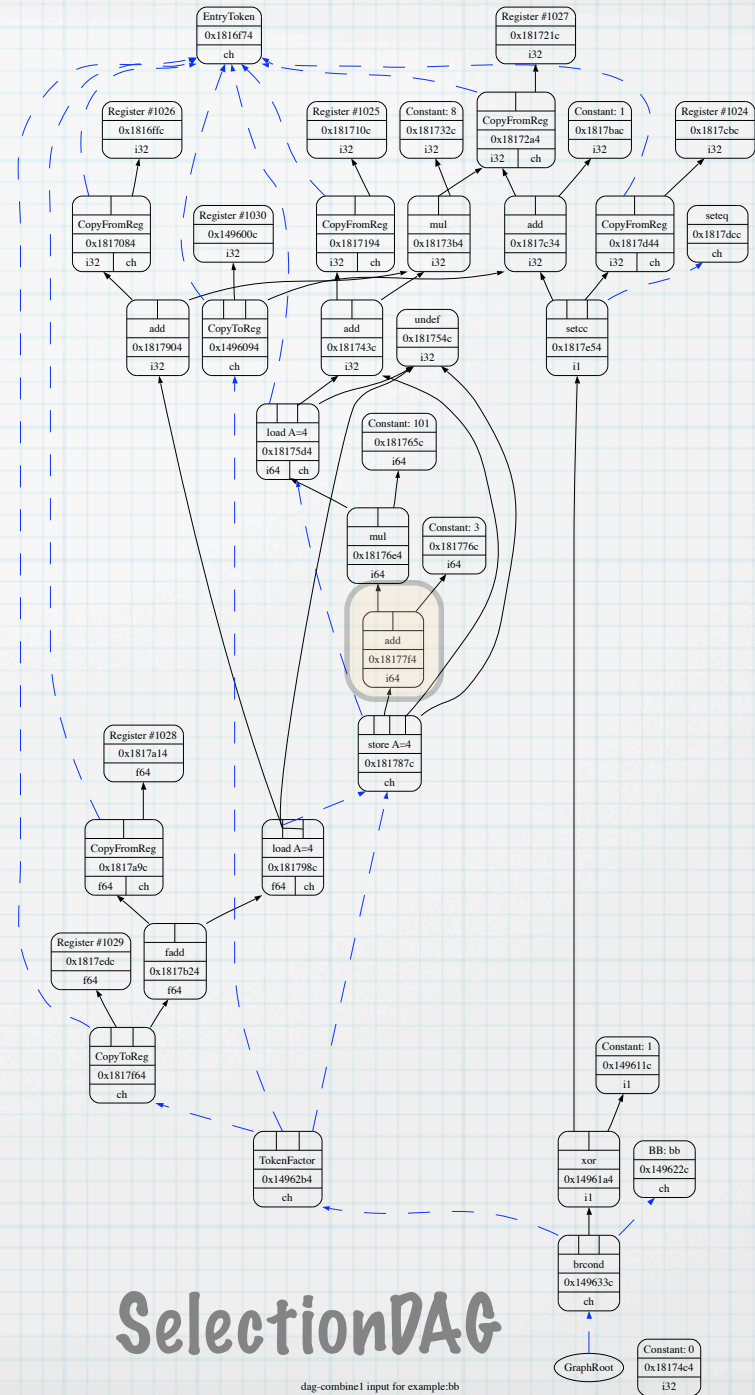 EntryToken
0x1816f74
ch
Register #1027
0x181721c
i32
Register #1026
0x1816ffc
i32
Register #1025
0x181710c
i32
Constant: 8
0x181732c
i32
CopyFromReg
0x18172a4
i32 ch
Constant: 1
0x1817bac
i32
Register #1024
0x1817cbc
i32
CopyFromReg
0x1817084
i32 ch
Register #1030
0x149600c
i32
CopyFromReg
0x1817194
i32 ch
mul
0x18173b4
i32
add
0x1817c34
i32
CopyFromReg
0x1817d44
i32 ch
seteq
0x1817dcc
ch
add
0x1817904
i32
CopyToReg
0x1496094
ch
add
0x181743c
i32
undef
0x181754c
i32
setcc
0x1817e54
i1
load A=4
0x18175d4
i64 ch
Constant: 101
0x181765c
i64
mul
0x18176e4
i64
Constant: 3
0x181776c
i64
add
0x18177f4
i64
store A=4
0x181787c
ch
Register #1028
0x1817a14
f64
CopyFromReg
0x1817a9c
f64 ch
load A=4
0x181798c
f64 ch
Register #1029
0x1817edc
f64
fadd
0x1817b24
f64
CopyToReg
0x1817f64
ch
Constant: 1
0x149611c
i1
TokenFactor
0x14962b4
ch
xor
0x14961a4
i1
BB: bb
0x149622c
ch
brcond
0x149633c
ch
SelectionDAG
GraphRoot
Constant: 0
0x18174c4
i32
dag-combine1 input for example:bb